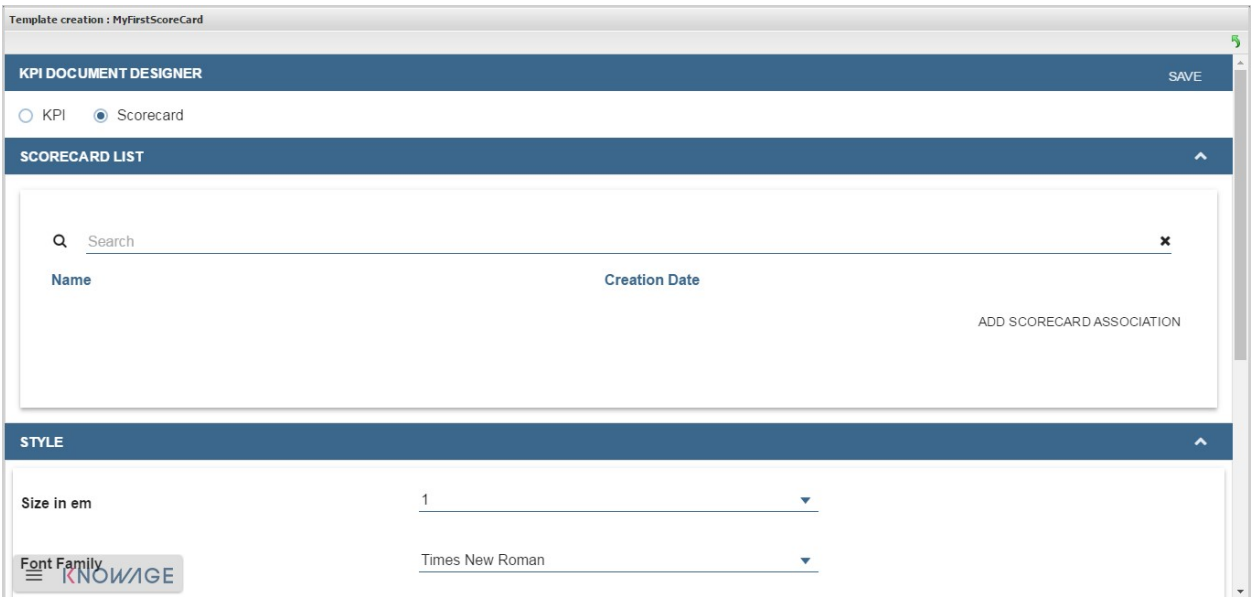 Template creation : MyFirstScoreCard
KPI DOCUMENT DESIGNER SAVE
KPI Scorecard
SCORECARD LIST
Search
Name Creation Date
ADD SCORECARD ASSOCIATION
STYLE
Size in em 1
Font Family Times New Roman
KNOWAGE